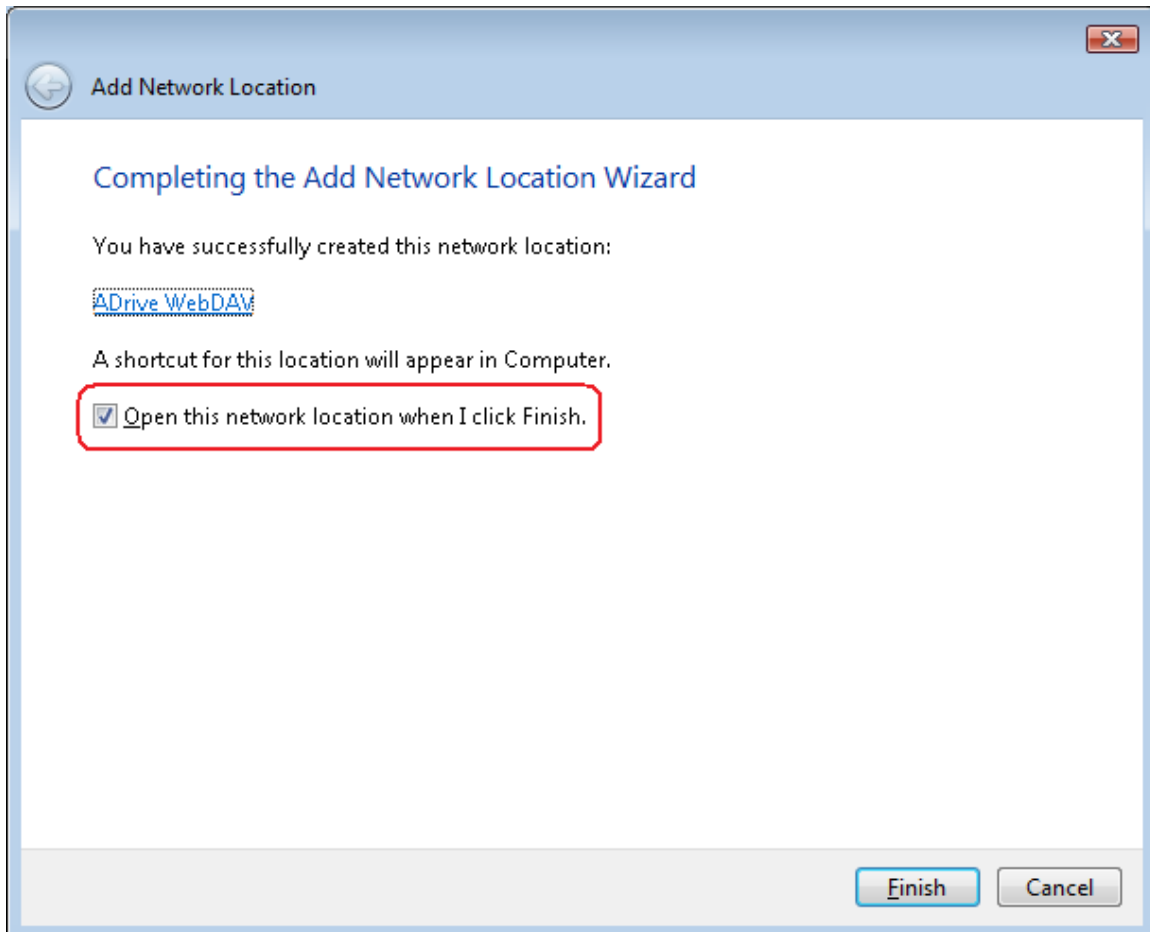 Add Network Location
Completing the Add Network Location Wizard
You have successfully created this network location:
ADrive WebDAV
A shortcut for this location will appear in Computer.
Open this network location when I click Finish.
Finish
Cancel